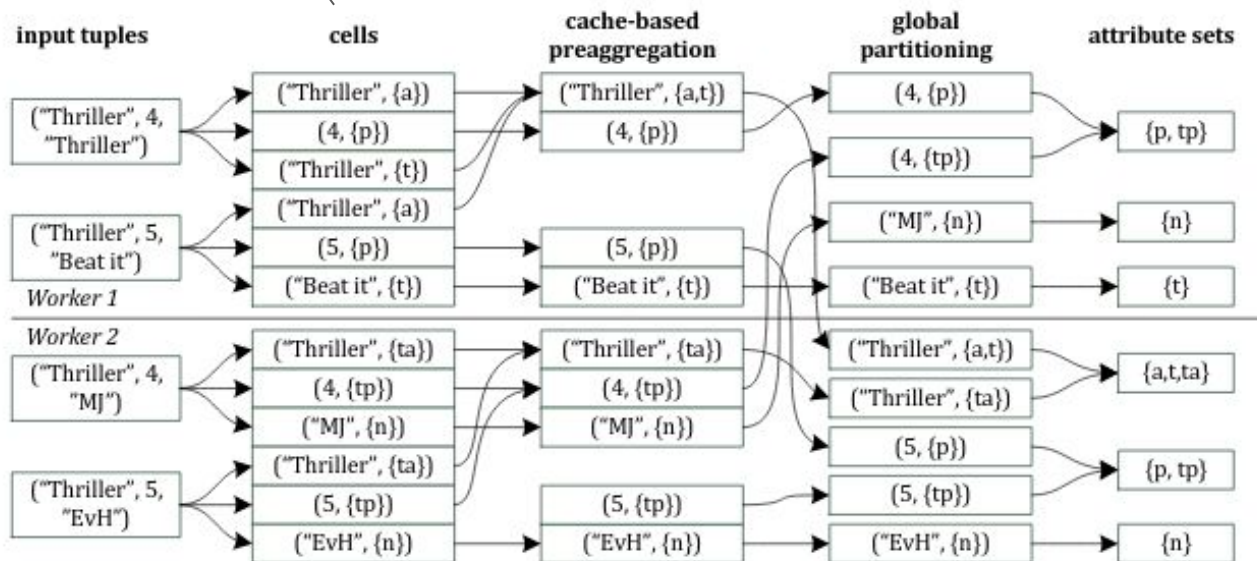 input tuples
cells
cache-based
preaggregation
global
partitioning
attribute sets
("Thriller", 4,
"Thriller")
("Thriller", 5,
"Beat it")
Worker 1
Worker 2
("Thriller", 4,
"MJ")
("Thriller", 5,
"EvH")
("Thriller", {a})
(4, {p})
("Thriller", {t})
("Thriller", {a})
(5, {p})
("Beat it", {t})
("Thriller", {ta})
(4, {tp})
("MJ", {n})
("Thriller", {ta})
(5, {tp})
("EvH", {n})
("Thriller", {a,t})
(4, {p})
(5, {p})
("Beat it", {t})
("Thriller", {ta})
(4, {tp})
("MJ", {n})
(5, {tp})
("EvH", {n})
(4, {p})
(4, {tp})
("MJ", {n})
("Beat it", {t})
("Thriller", {a,t})
("Thriller", {ta})
(5, {p})
(5, {tp})
("EvH", {n})
{p, tp}
{n}
{t}
{a,t,ta}
{p, tp}
{n}